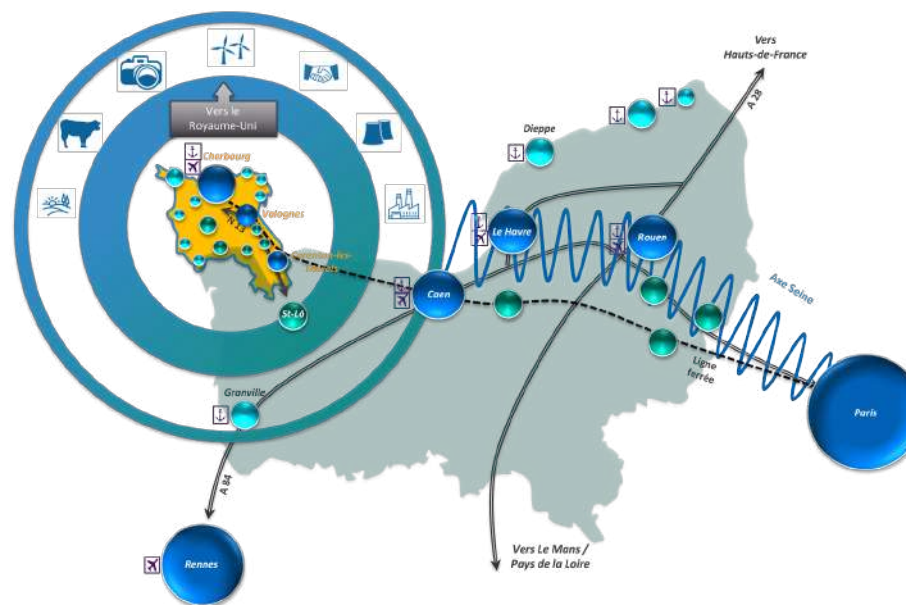 Vers
Hauts-de-France
A 28
Vers le
Royaume-Uni
Dieppe
Cherbourg
Valognes
Le Havre
Rouen
Axe Seine
Caen
St-Lô
Ligne
ferrée
Granville
Paris
A 84
Vers Le Mans /
Pays de la Loire
Rennes